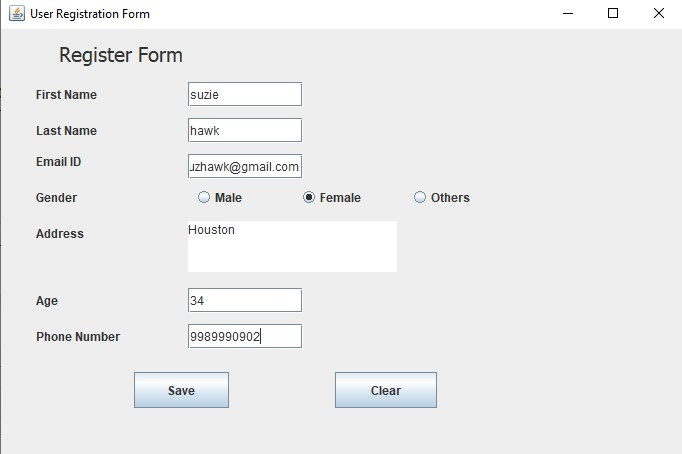 User Registration Form
Register Form
First Name suzie
Last Name hawk
Email ID uzhawk@gmail.com
Gender Male Female Others
Address Houston
Age 34
Phone Number 9989990902
Save Clear